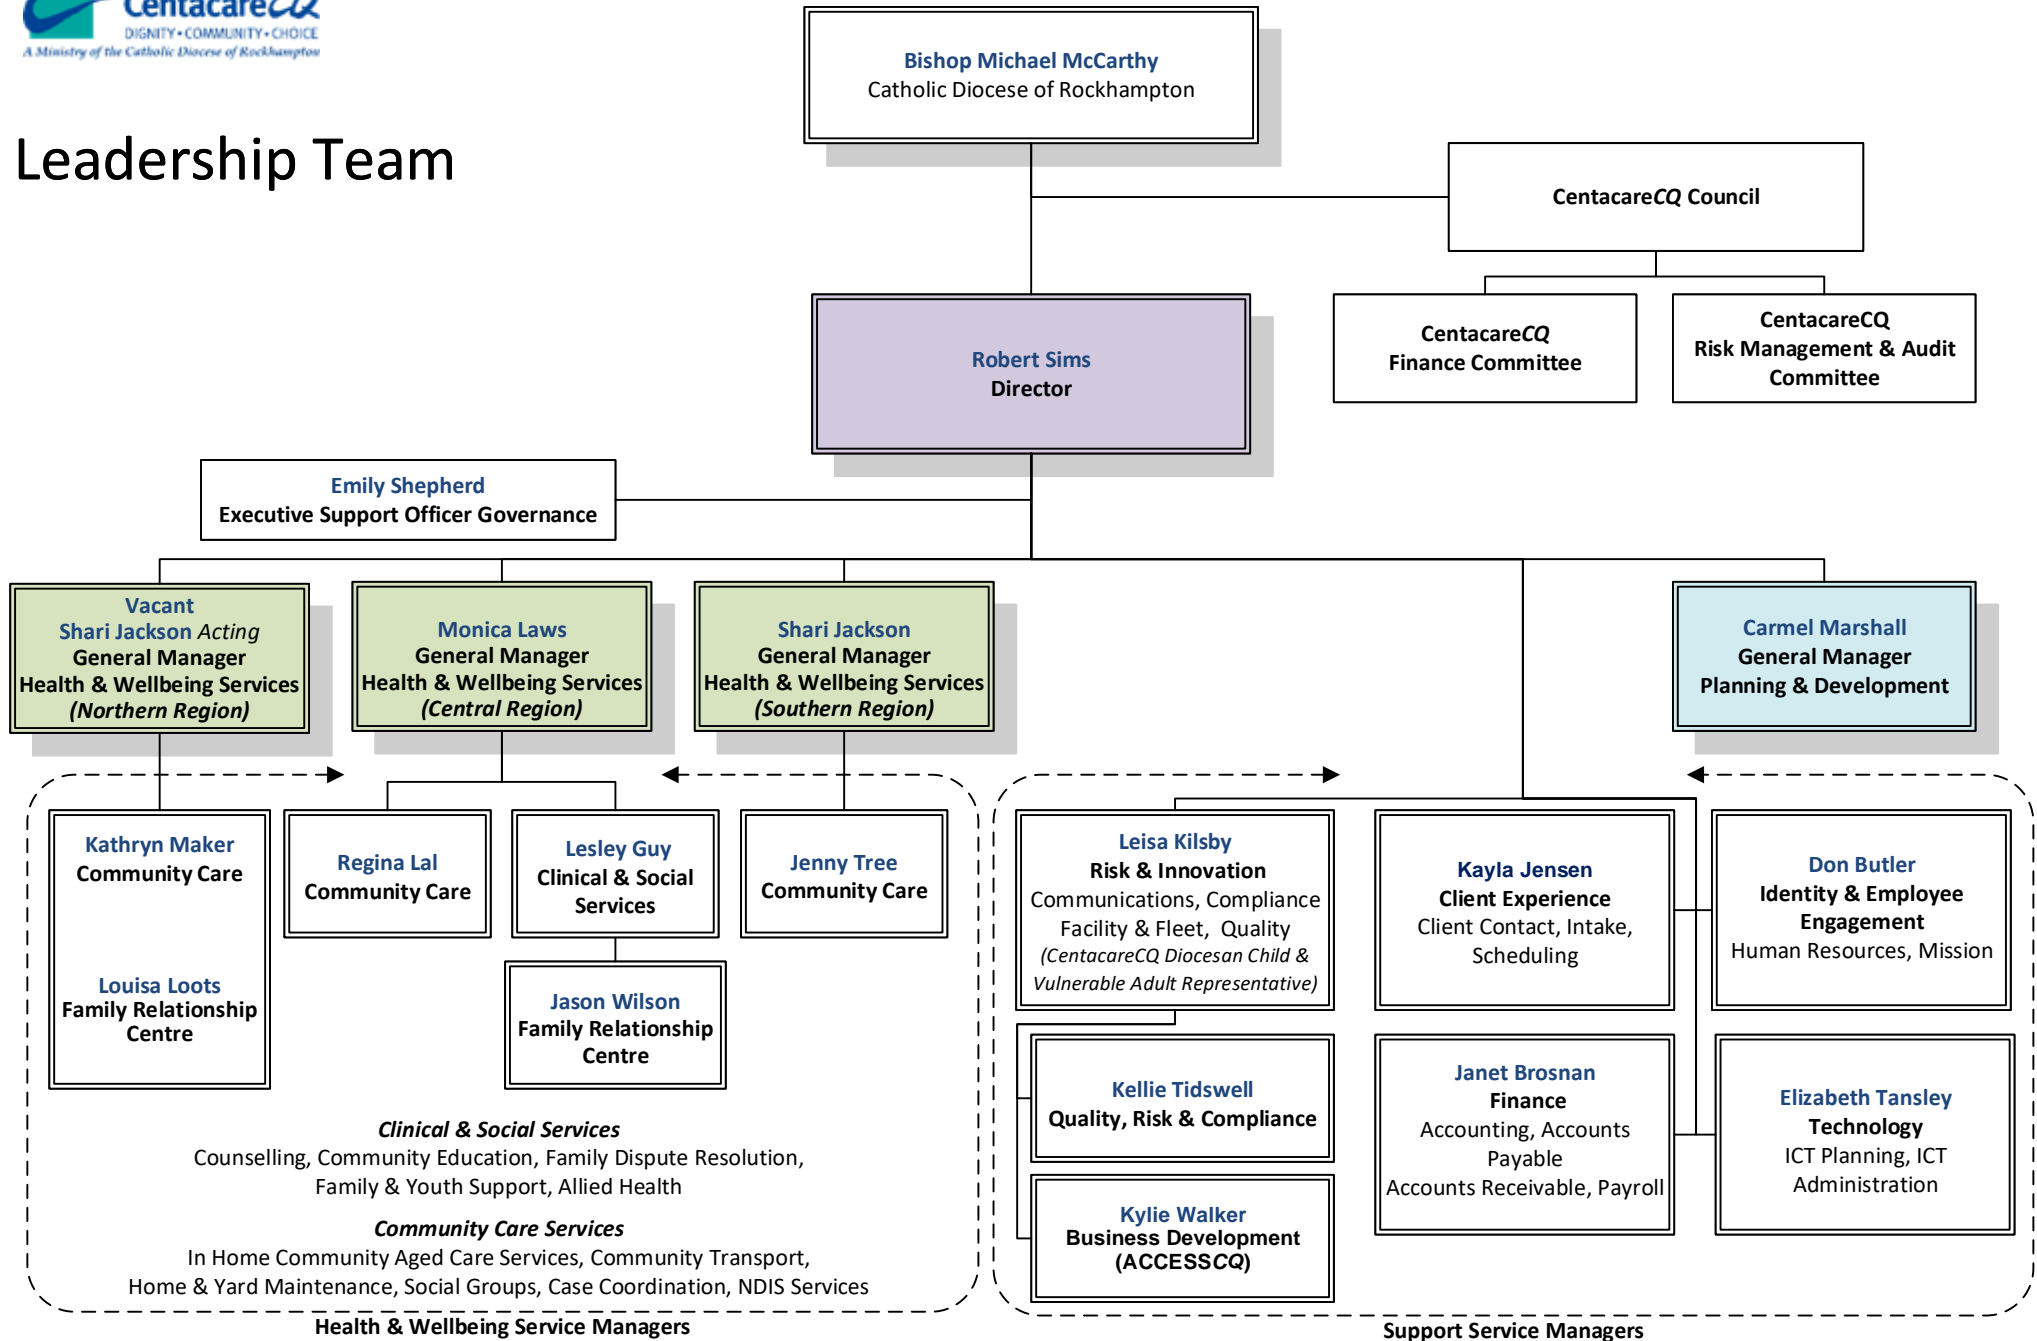 CentacareCQ
DIGNITY • COMMUNITY • CHOICE
A Ministry of the Catholic Diocese of Rockhampton
Leadership Team
Bishop Michael McCarthy
Catholic Diocese of Rockhampton
CentacareCQ Council
CentacareCQ
Finance Committee
CentacareCQ
Risk Management & Audit
Committee
Robert Sims
Director
Emily Shepherd
Executive Support Officer Governance
Vacant
Shari Jackson Acting
General Manager
Health & Wellbeing Services
(Northern Region)
Monica Laws
General Manager
Health & Wellbeing Services
(Central Region)
Shari Jackson
General Manager
Health & Wellbeing Services
(Southern Region)
Carmel Marshall
General Manager
Planning & Development
Kathryn Maker
Community Care
Louisa Loots
Family Relationship
Centre
Regina Lal
Community Care
Lesley Guy
Clinical & Social
Services
Jason Wilson
Family Relationship
Centre
Jenny Tree
Community Care
Clinical & Social Services
Counselling, Community Education, Family Dispute Resolution,
Family & Youth Support, Allied Health
Community Care Services
In Home Community Aged Care Services, Community Transport,
Home & Yard Maintenance, Social Groups, Case Coordination, NDIS Services
Health & Wellbeing Service Managers
Leisa Kilsby
Risk & Innovation
Communications, Compliance
Facility & Fleet, Quality
(CentacareCQ Diocesan Child &
Vulnerable Adult Representative)
Kayla Jensen
Client Experience
Client Contact, Intake,
Scheduling
Don Butler
Identity & Employee
Engagement
Human Resources, Mission
Kellie Tidswell
Quality, Risk & Compliance
Kylie Walker
Business Development
(ACCESSCQ)
Janet Brosnan
Finance
Accounting, Accounts
Payable
Accounts Receivable, Payroll
Elizabeth Tansley
Technology
ICT Planning, ICT
Administration
Support Service Managers